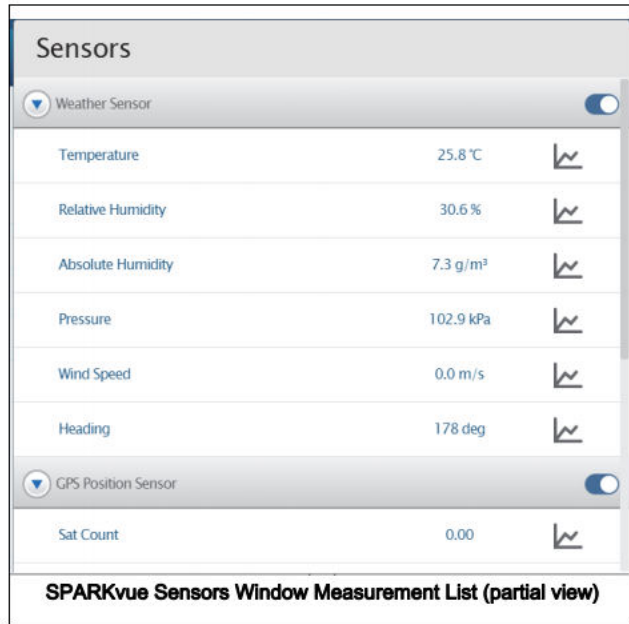 Sensors
Weather Sensor
Temperature 25.8 °C
Relative Humidity 30.6 %
Absolute Humidity 7.3 g/m³
Pressure 102.9 kPa
Wind Speed 0.0 m/s
Heading 178 deg
GPS Position Sensor
Sat Count 0.00
SPARKvue Sensors Window Measurement List (partial view)